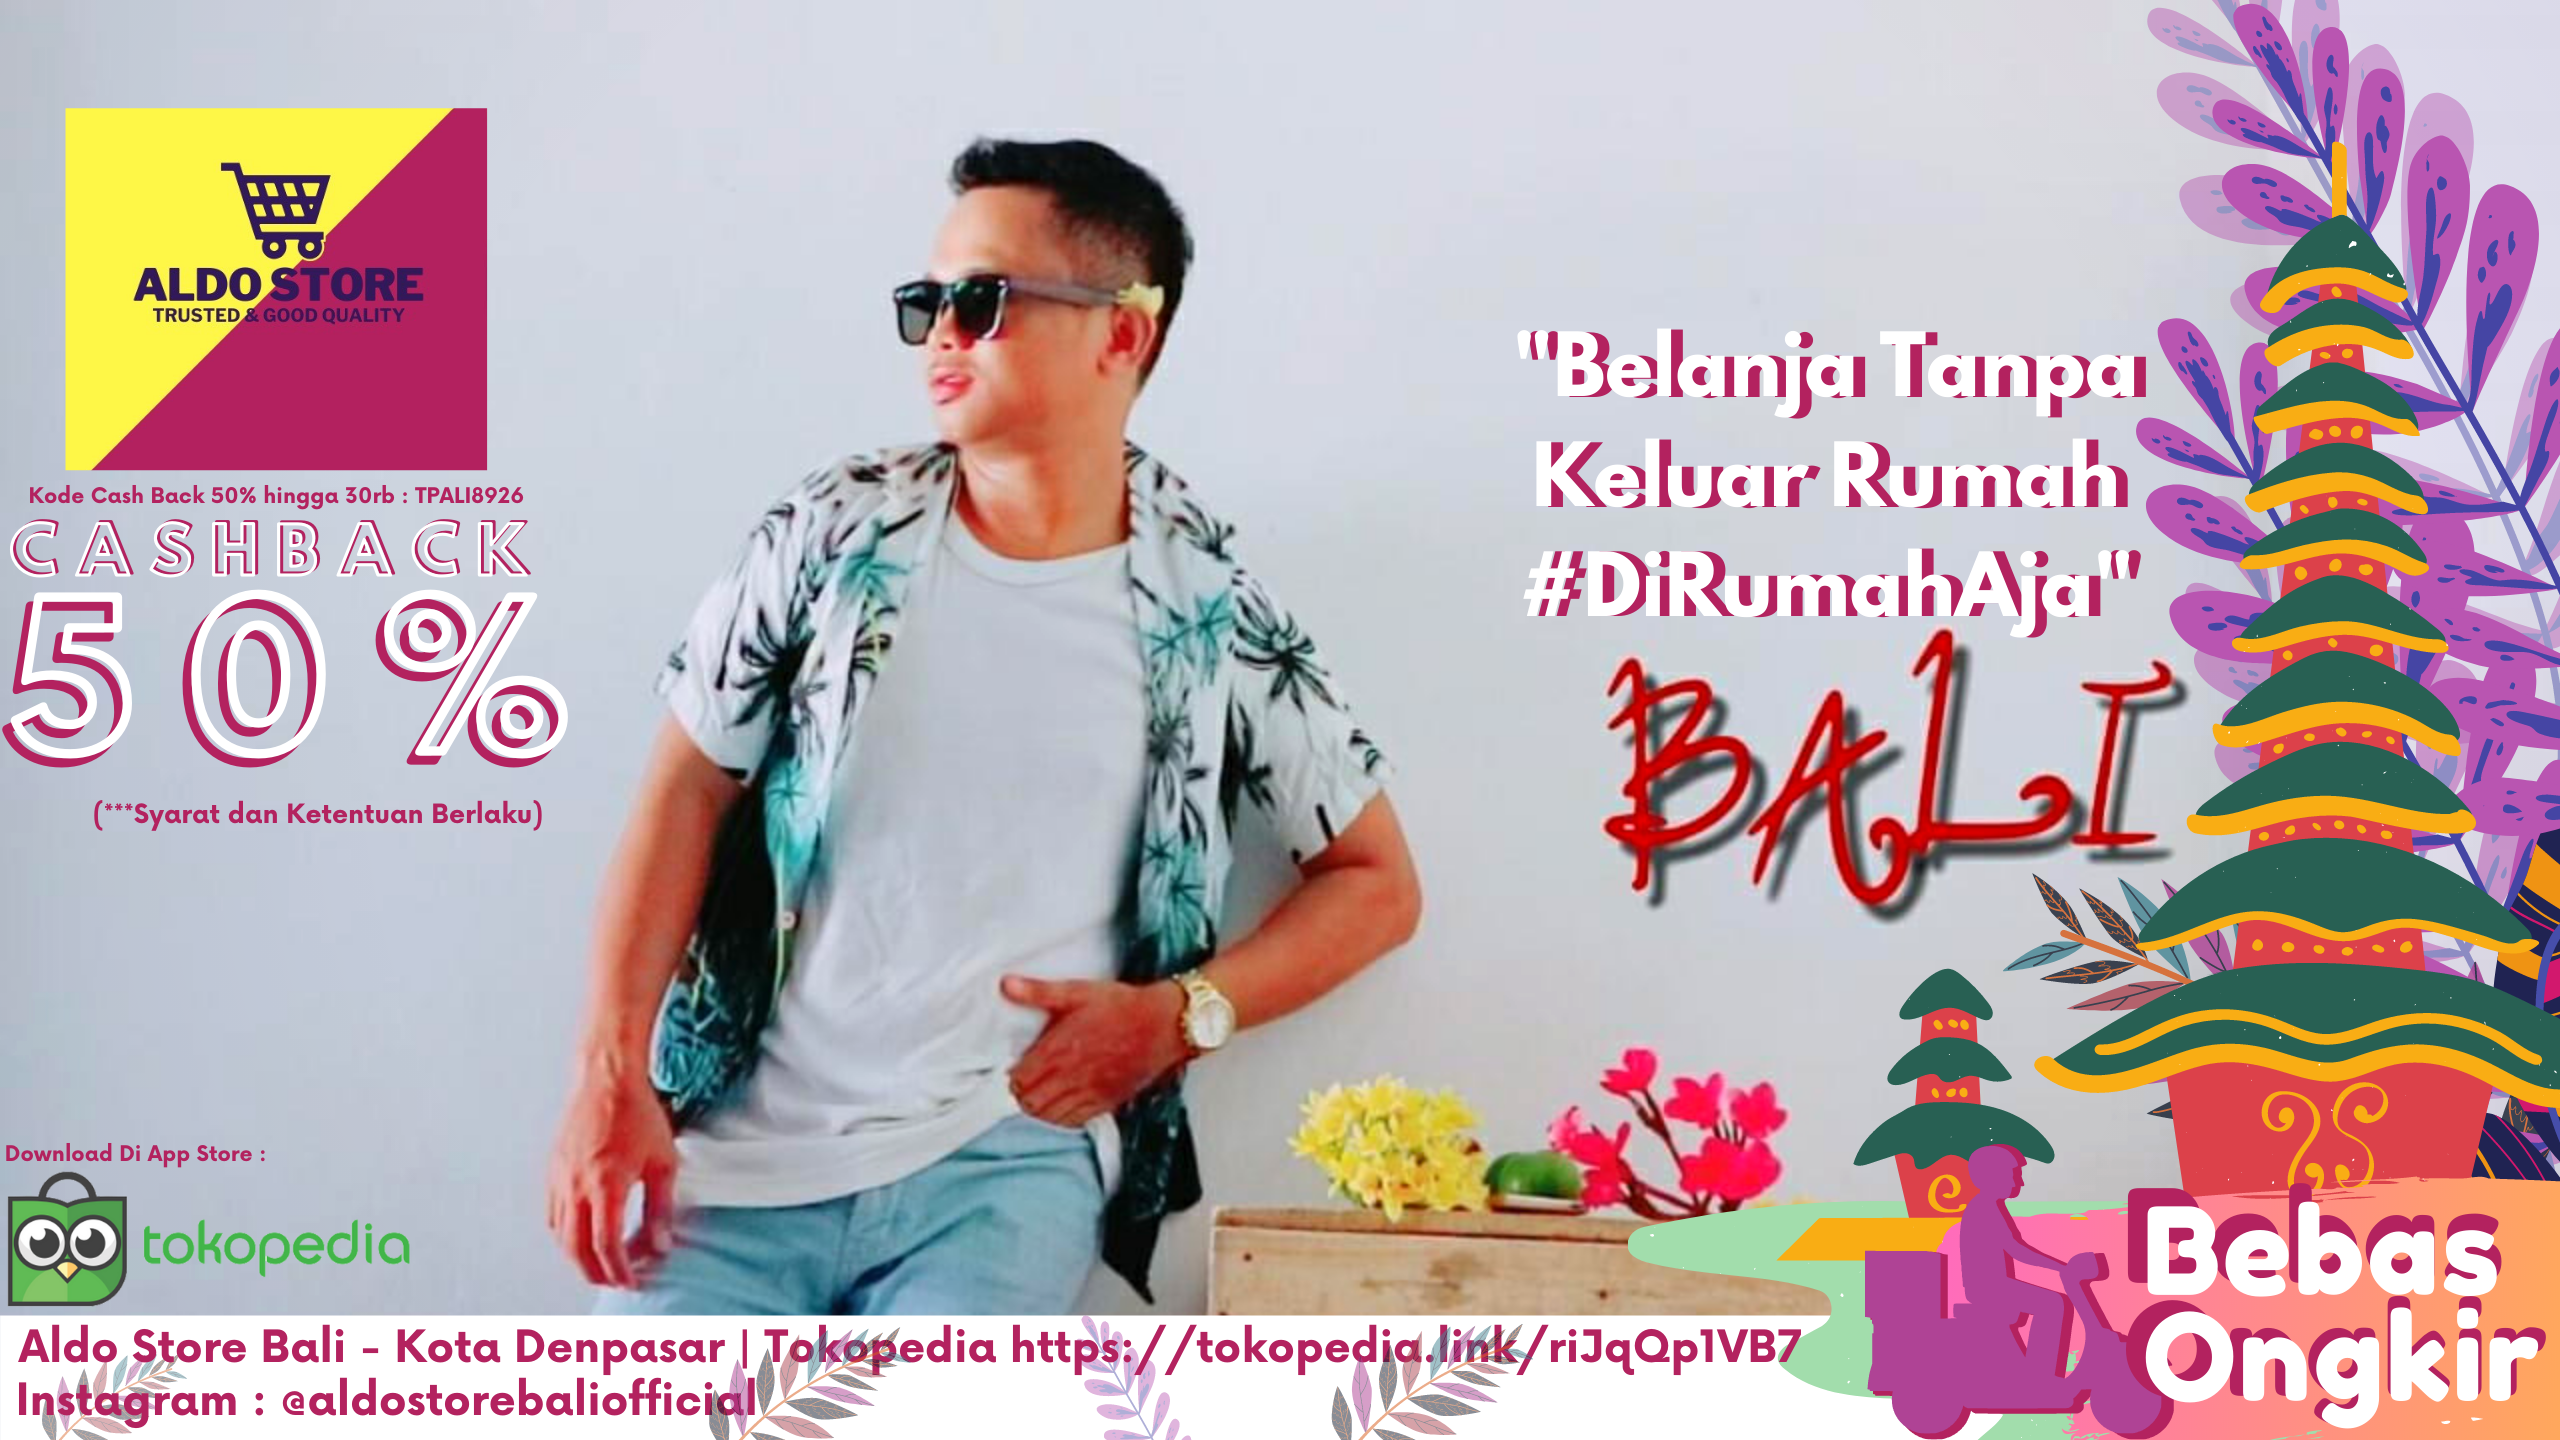 ALDO STORE
TRUSTED & GOOD QUALITY
Kode Cash Back 50% hingga 30rb : TPALI8926
CASHBACK
50%
(***Syarat dan Ketentuan Berlaku)
"Belanja Tanpa
Keluar Rumah
#DiRumahAja"
BALI
Download Di App Store :
tokopedia
Bebas
Ongkir
Aldo Store Bali - Kota Denpasar | Tokopedia https://tokopedia.link/riJqQp1VB7
Instagram : @aldostorebaliofficial